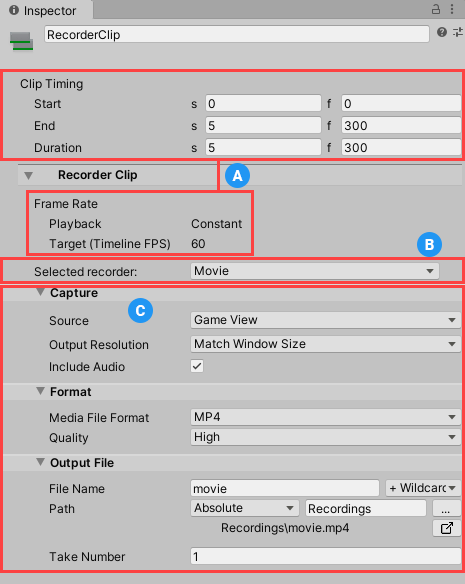 Inspector
RecorderClip
Clip Timing
Start s 0 f 0
End s 5 f 300
Duration s 5 f 300
Recorder Clip
A
Frame Rate
Playback Constant
Target (Timeline FPS) 60
B
Selected recorder: Movie
Capture
C
Source Game View
Output Resolution Match Window Size
Include Audio
Format
Media File Format MP4
Quality High
Output File
File Name movie + Wildcard
Path Absolute Recordings ...
Recordings\movie.mp4
Take Number 1